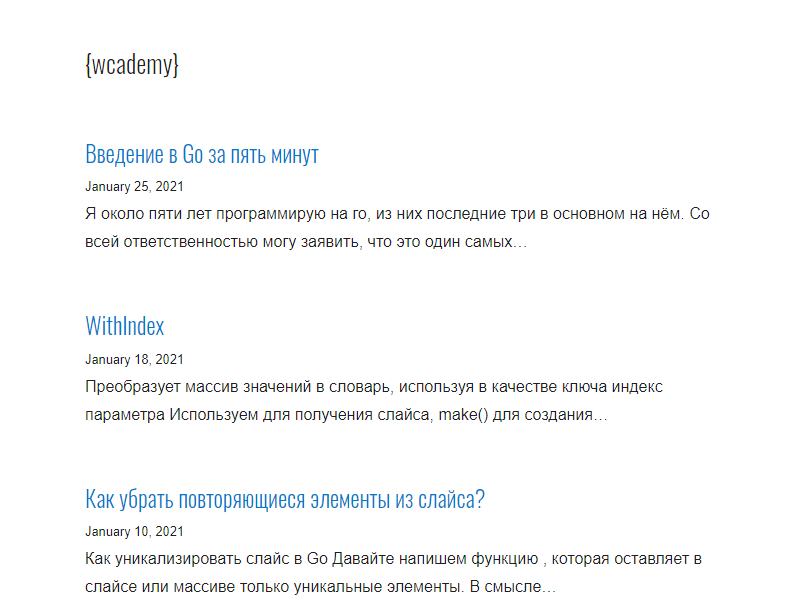 {wcademy}
Введение в Go за пять минут
January 25, 2021
Я около пяти лет программирую на го, из них последние три в основном на нём. Со
всей ответственностью могу заявить, что это один самых…
WithIndex
January 18, 2021
Преобразует массив значений в словарь, используя в качестве ключа индекс
параметра Используем для получения слайса, make() для создания…
Как убрать повторяющиеся элементы из слайса?
January 10, 2021
Как уникализировать слайс в Go Давайте напишем функцию , которая оставляет в
слайсе или массиве только уникальные элементы. В смысле…